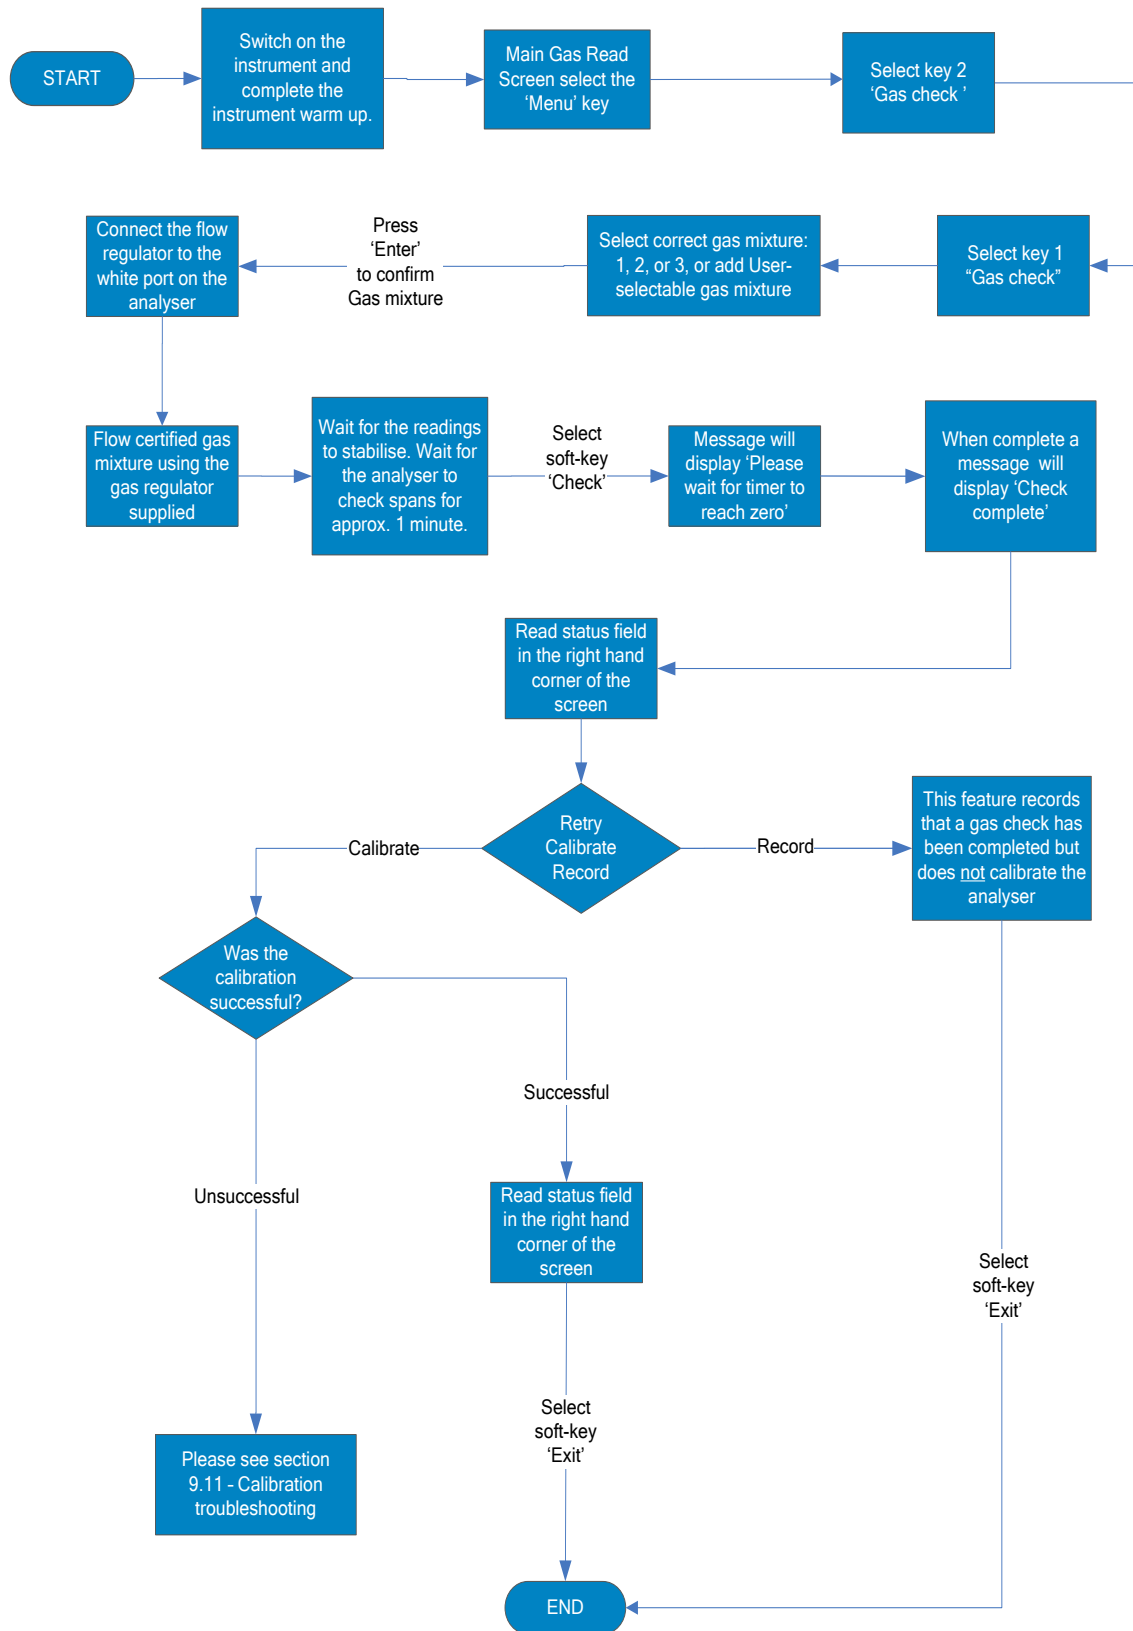 START
Switch on the
instrument and
complete the
instrument warm up.
Main Gas Read
Screen select the
‘Menu’ key
Select key 2
‘Gas check ’
Select key 1
“Gas check”
Select correct gas mixture:
1, 2, or 3, or add User-
selectable gas mixture
Press
‘Enter’
to confirm
Gas mixture
Connect the flow
regulator to the
white port on the
analyser
Flow certified gas
mixture using the
gas regulator
supplied
Wait for the readings
to stabilise. Wait for
the analyser to
check spans for
approx. 1 minute.
Select
soft-key
‘Check’
Message will
display ‘Please
wait for timer to
reach zero’
When complete a
message  will
display ‘Check
complete’
Read status field
in the right hand
corner of the
screen
Retry
Calibrate
Record
Calibrate
Record
This feature records
that a gas check has
been completed but
does not calibrate the
analyser
Was the
calibration
successful?
Successful
Unsuccessful
Read status field
in the right hand
corner of the
screen
Select
soft-key
‘Exit’
Select
soft-key
‘Exit’
Please see section
9.11 - Calibration
troubleshooting
END